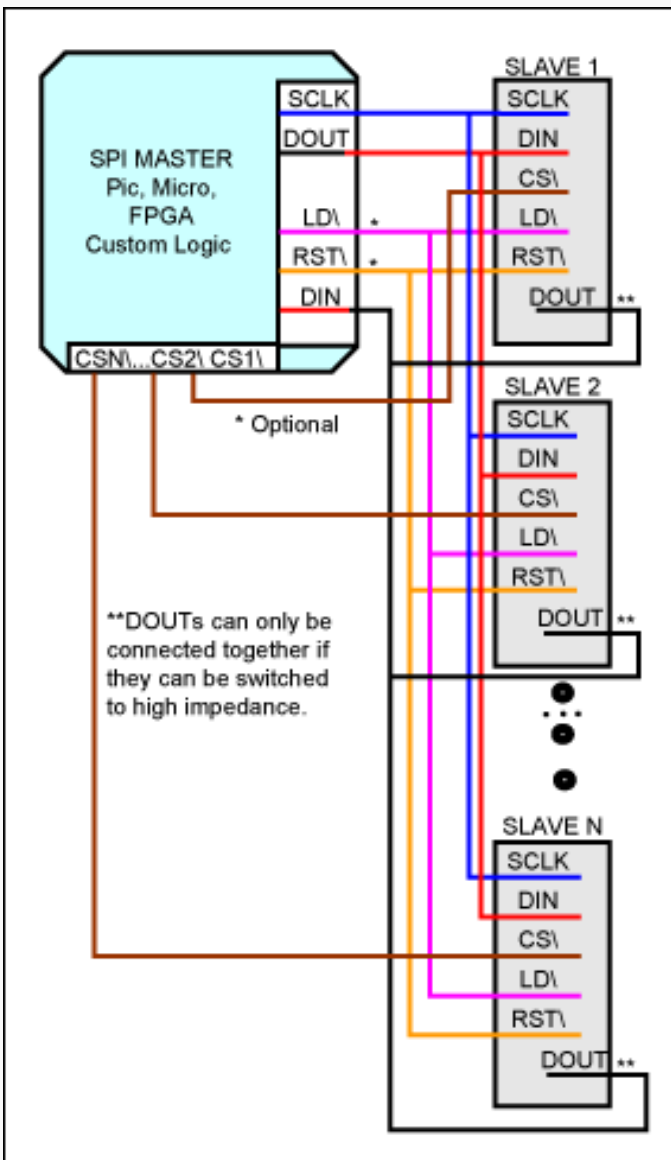 SPI MASTER
Pic, Micro,
FPGA
Custom Logic
SCLK
DOUT
LD\ *
RST\ *
DIN
CSN\...CS2\ CS1\
* Optional
**DOUTs can only be
connected together if
they can be switched
to high impedance.
SLAVE 1
SCLK
DIN
CS\
LD\
RST\
DOUT **
SLAVE 2
SCLK
DIN
CS\
LD\
RST\
DOUT **
SLAVE N
SCLK
DIN
CS\
LD\
RST\
DOUT **